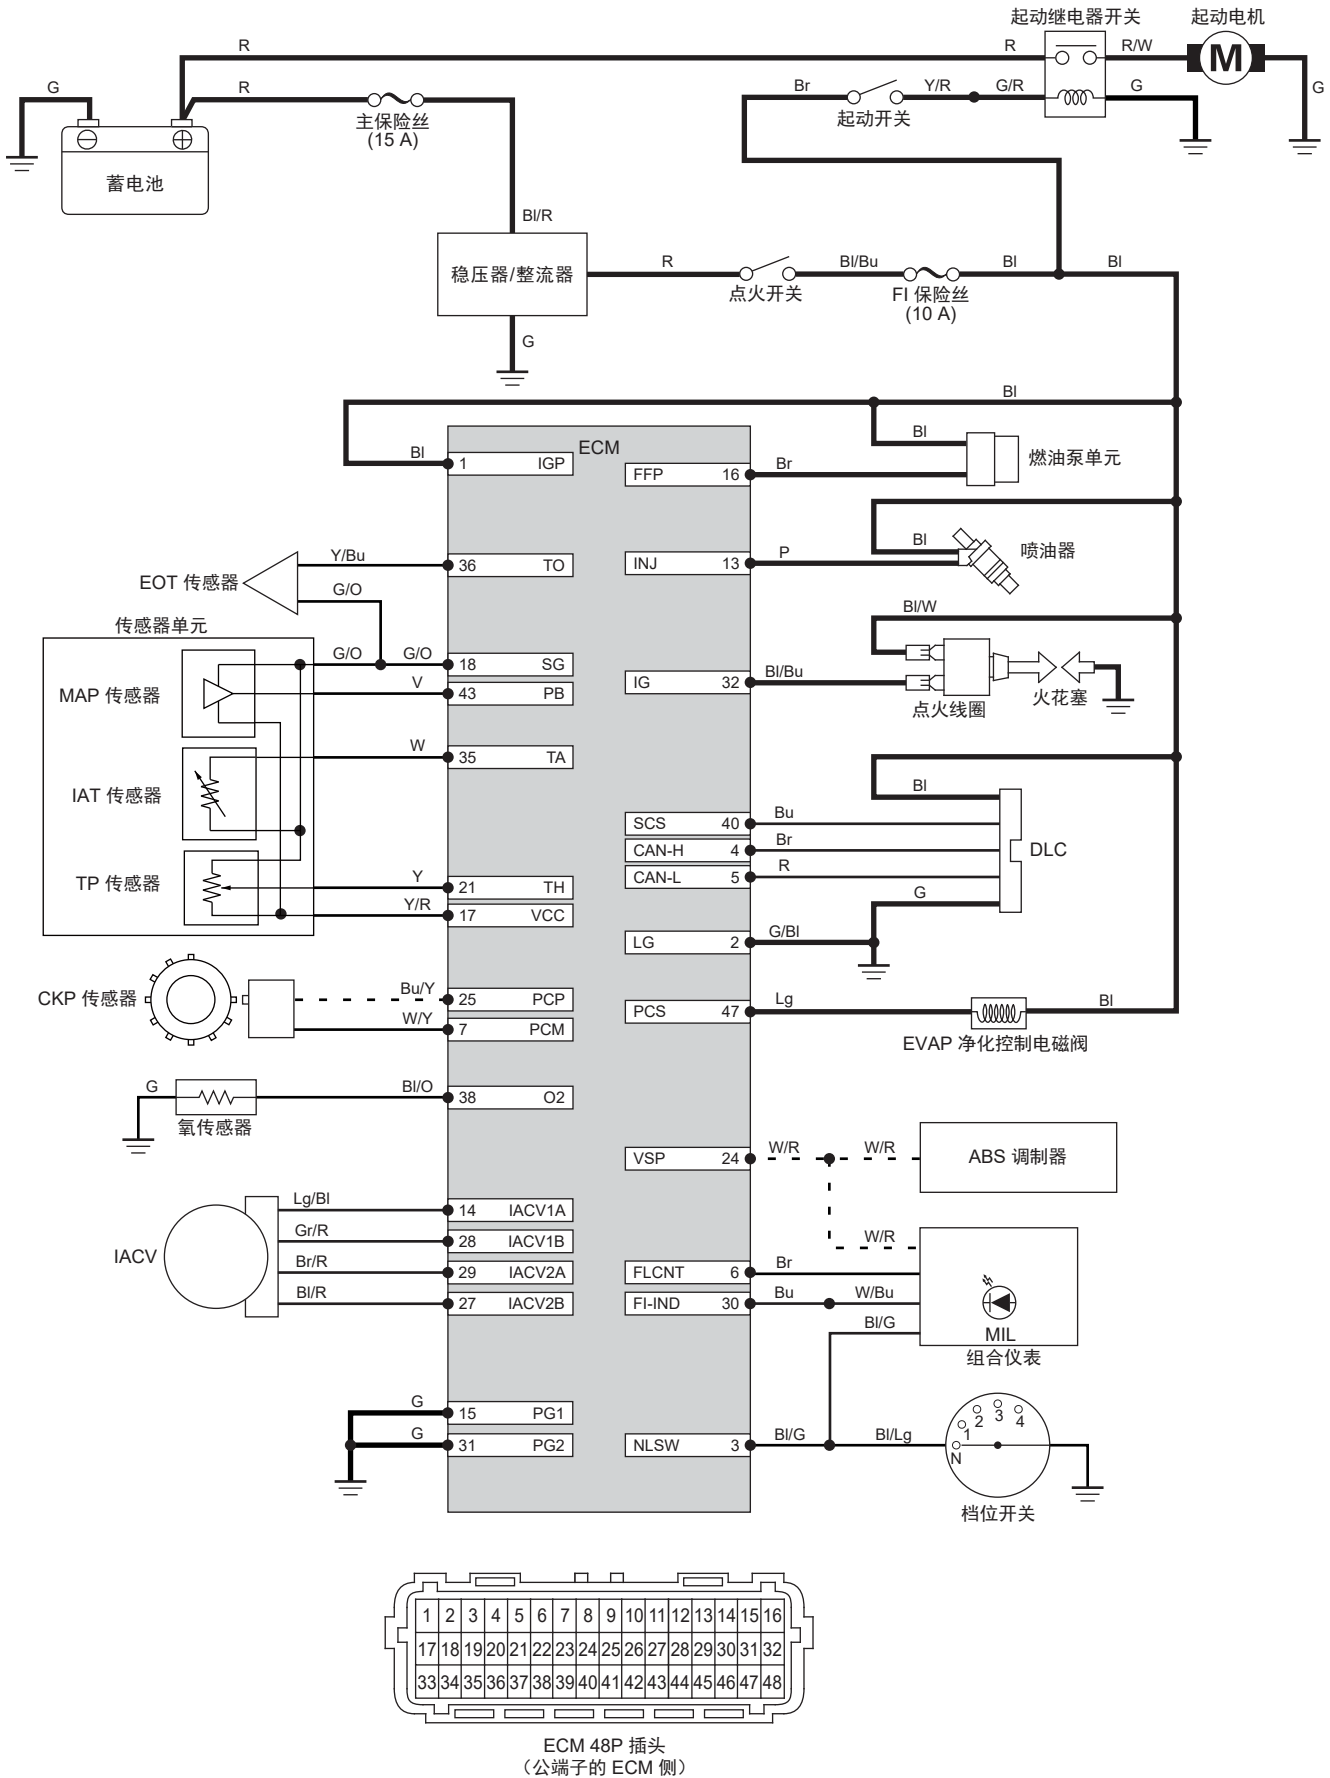 起动继电器开关
起动电机
R
R
R/W
M
G
R
Br
Y/R
G/R
G
G
主保险丝
(15 A)
起动开关
蓄电池
Bl/R
稳压器/整流器
R
Bl/Bu
Bl
Bl
点火开关
FI 保险丝
(10 A)
G
Bl
ECM
Bl
1 IGP
Bl
FFP 16
Br
燃油泵单元
Y/Bu
36 TO
INJ 13
P
Bl
喷油器
EOT 传感器
G/O
传感器单元
Bl/W
G/O
G/O
18 SG
MAP 传感器
V
43 PB
IG 32
Bl/Bu
点火线圈
火花塞
W
35 TA
IAT 传感器
Bl
SCS 40
Bu
CAN-H 4
Br
CAN-L 5
R
DLC
TP 传感器
Y
21 TH
G
Y/R
17 VCC
LG 2
G/Bl
CKP 传感器
Bu/Y
25 PCP
W/Y
7 PCM
PCS 47
Lg
Bl
EVAP 净化控制电磁阀
G
Bl/O
38 O2
氧传感器
VSP 24
W/R
W/R
ABS 调制器
Lg/Bl
14 IACV1A
Gr/R
28 IACV1B
W/R
IACV
Br/R
29 IACV2A
FLCNT 6
Br
Bl/R
27 IACV2B
FI-IND 30
Bu
W/Bu
Bl/G
MIL
组合仪表
G
15 PG1
G
31 PG2
NLSW 3
Bl/G
Bl/Lg
N
1
2
3
4
档位开关
1 2 3 4 5 6 7 8 9 10 11 12 13 14 15 16
17 18 19 20 21 22 23 24 25 26 27 28 29 30 31 32
33 34 35 36 37 38 39 40 41 42 43 44 45 46 47 48
ECM 48P 插头
（公端子的 ECM 侧）